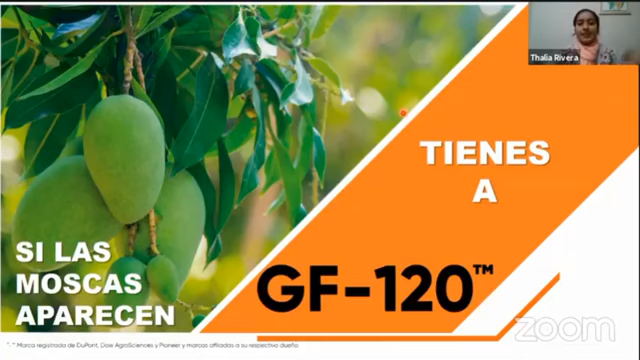 Thalia Rivera
TIENES
A
SI LAS
MOSCAS
APARECEN
GF-120™
™, ® Marca registrada de DuPont, Dow AgroSciences y Pioneer y marcas afiliadas o su respectivo dueño
zoom